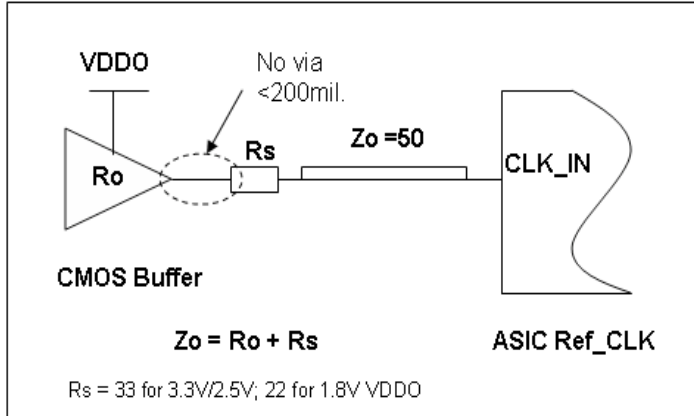 VDDO
No via
<200mil.
Ro
Rs
Zo =50
CLK_IN
CMOS Buffer
Zo = Ro + Rs
ASIC Ref_CLK
Rs = 33 for 3.3V/2.5V; 22 for 1.8V VDDO